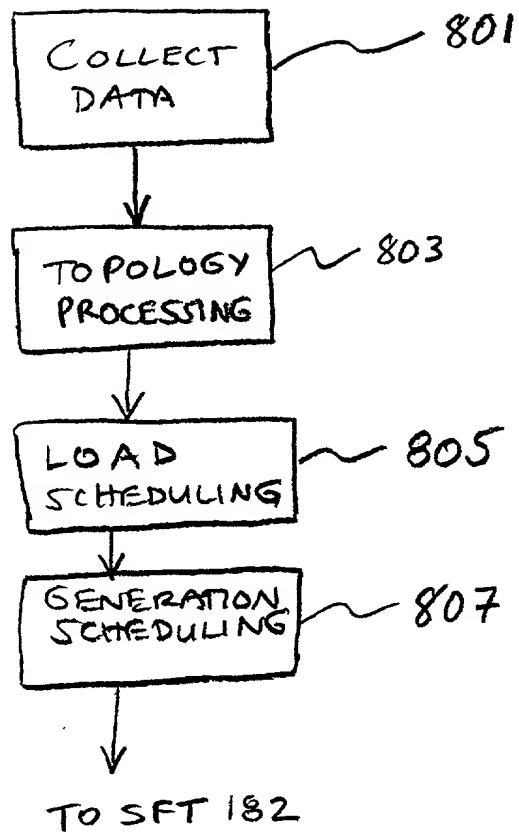 COLLECT
DATA
801
TOPOLOGY
PROCESSING
803
LOAD
SCHEDULING
805
GENERATION
SCHEDULING
807
TO SFT 182